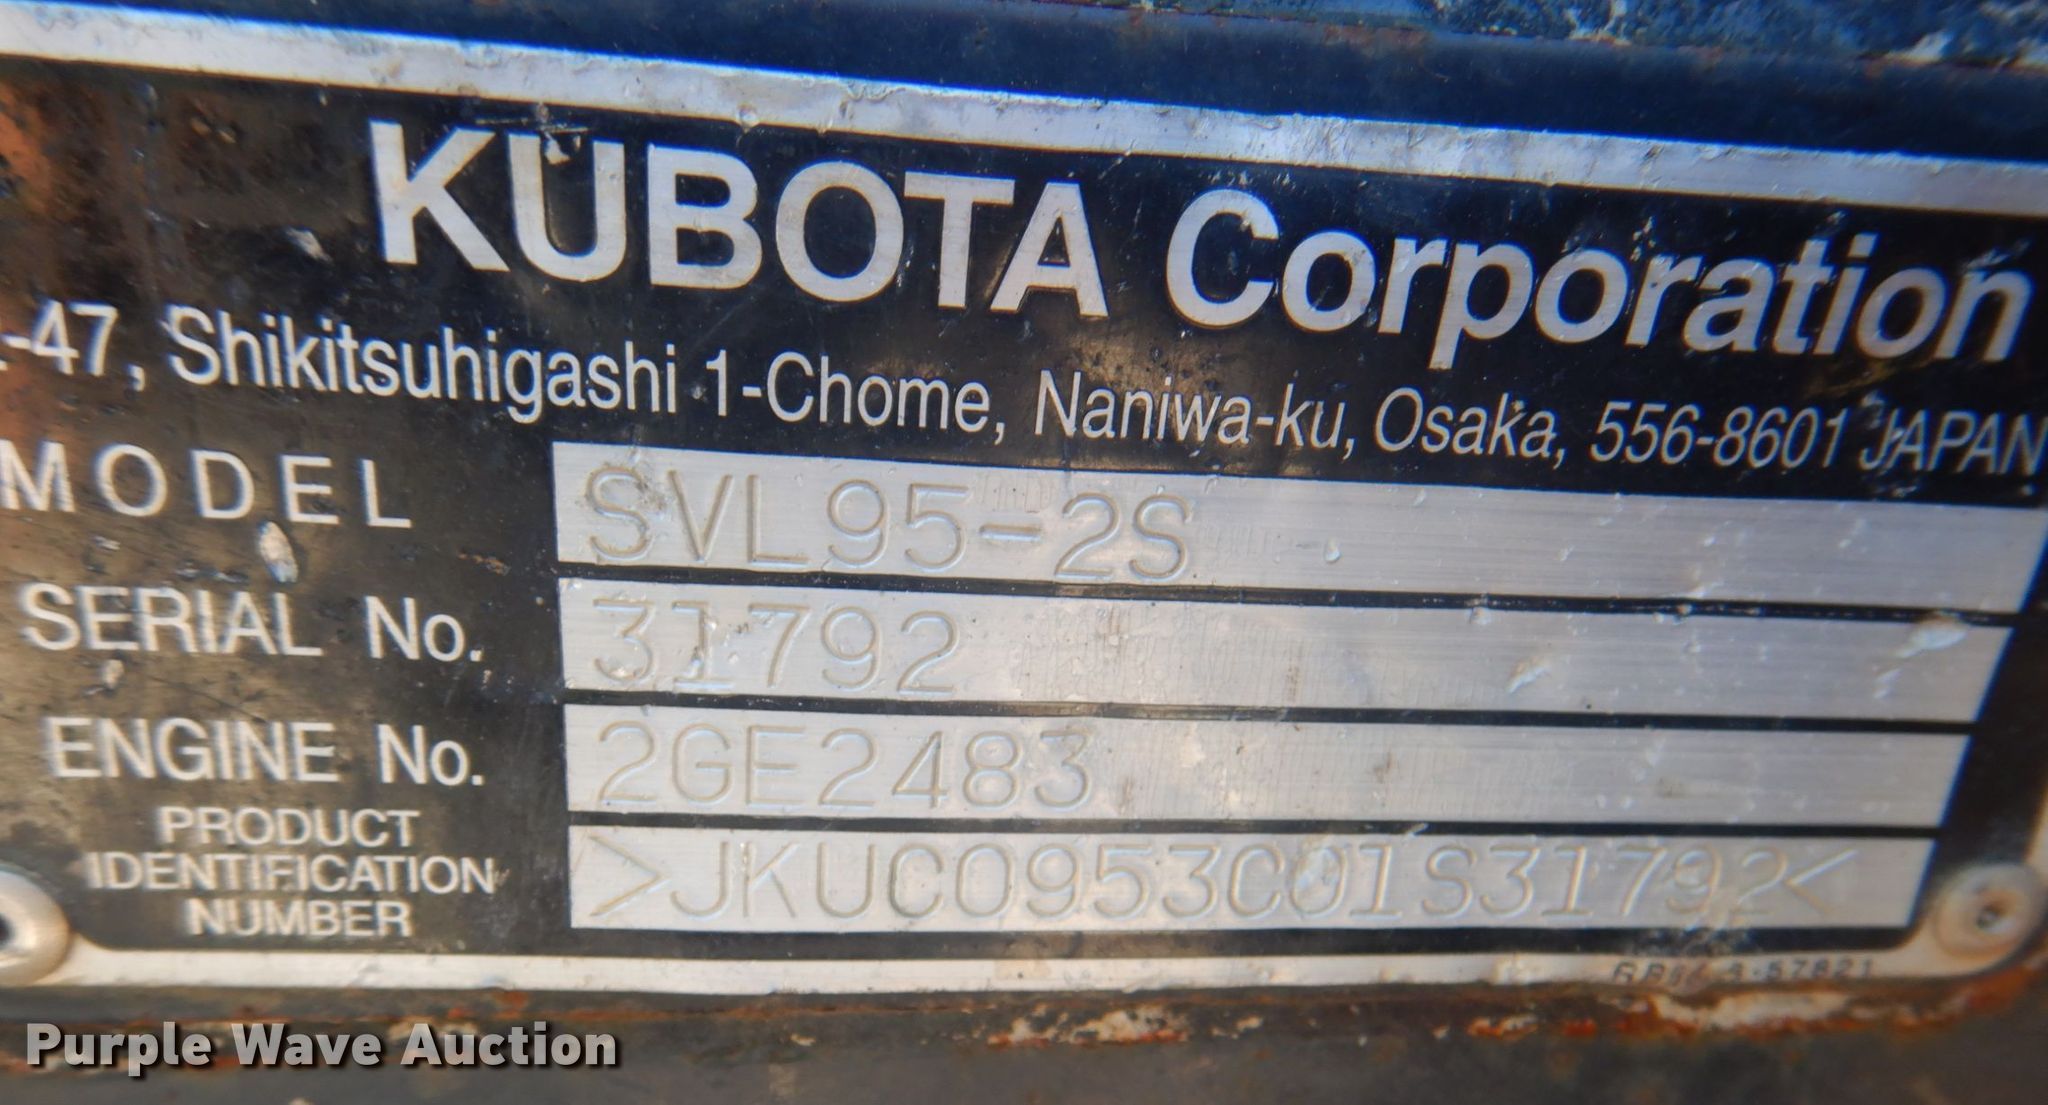 KUBOTA Corporation
-47, Shikitsuhigashi 1-Chome, Naniwa-ku, Osaka, 556-8601 JAPAN
MODEL SVL95-2S
SERIAL No. 31792
ENGINE No. 2GE2483
PRODUCT
IDENTIFICATION
NUMBER
>JKUC0953C01S31792<
Purple Wave Auction